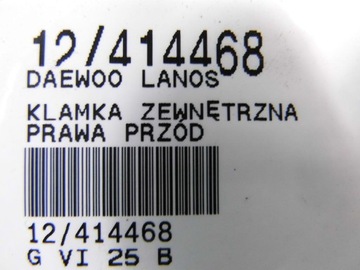 12/414468
DAEWOO LANOS
KLAMKA ZEWNĘTRZNA
PRAWA PRZÓD
12/414468
G VI 25 B